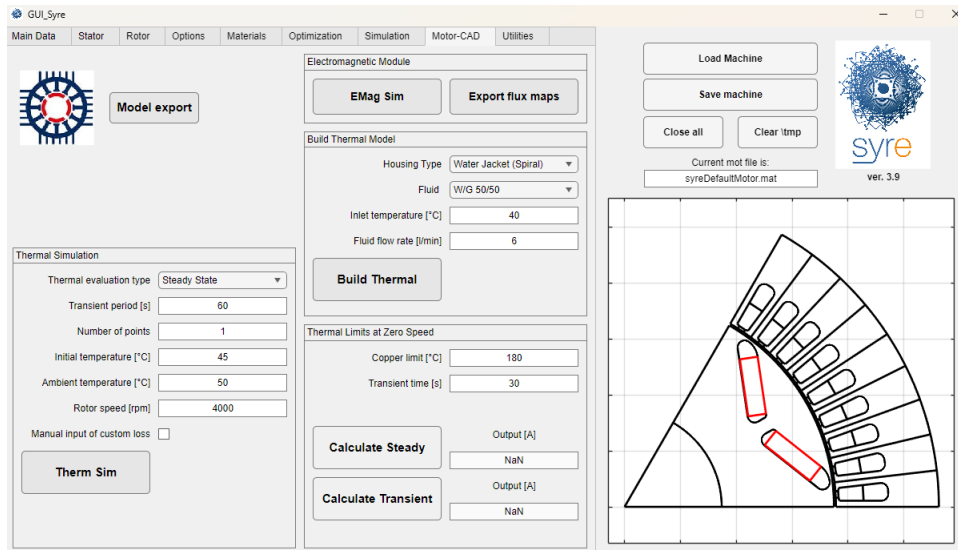 GUI_Syre
Main Data Stator Rotor Options Materials Optimization Simulation Motor-CAD Utilities
Model export
Electromagnetic Module
EMag Sim Export flux maps
Build Thermal Model
Housing Type Water Jacket (Spiral)
Fluid W/G 50/50
Inlet temperature [°C] 40
Fluid flow rate [l/min] 6
Build Thermal
Thermal Simulation
Thermal evaluation type Steady State
Transient period [s] 60
Number of points 1
Initial temperature [°C] 45
Ambient temperature [°C] 50
Rotor speed [rpm] 4000
Manual input of custom loss
Therm Sim
Thermal Limits at Zero Speed
Copper limit [°C] 180
Transient time [s] 30
Calculate Steady
Output [A]
NaN
Calculate Transient
Output [A]
NaN
Load Machine
Save machine
Close all Clear \tmp
Current mot file is:
syreDefaultMotor.mat
syre
ver. 3.9